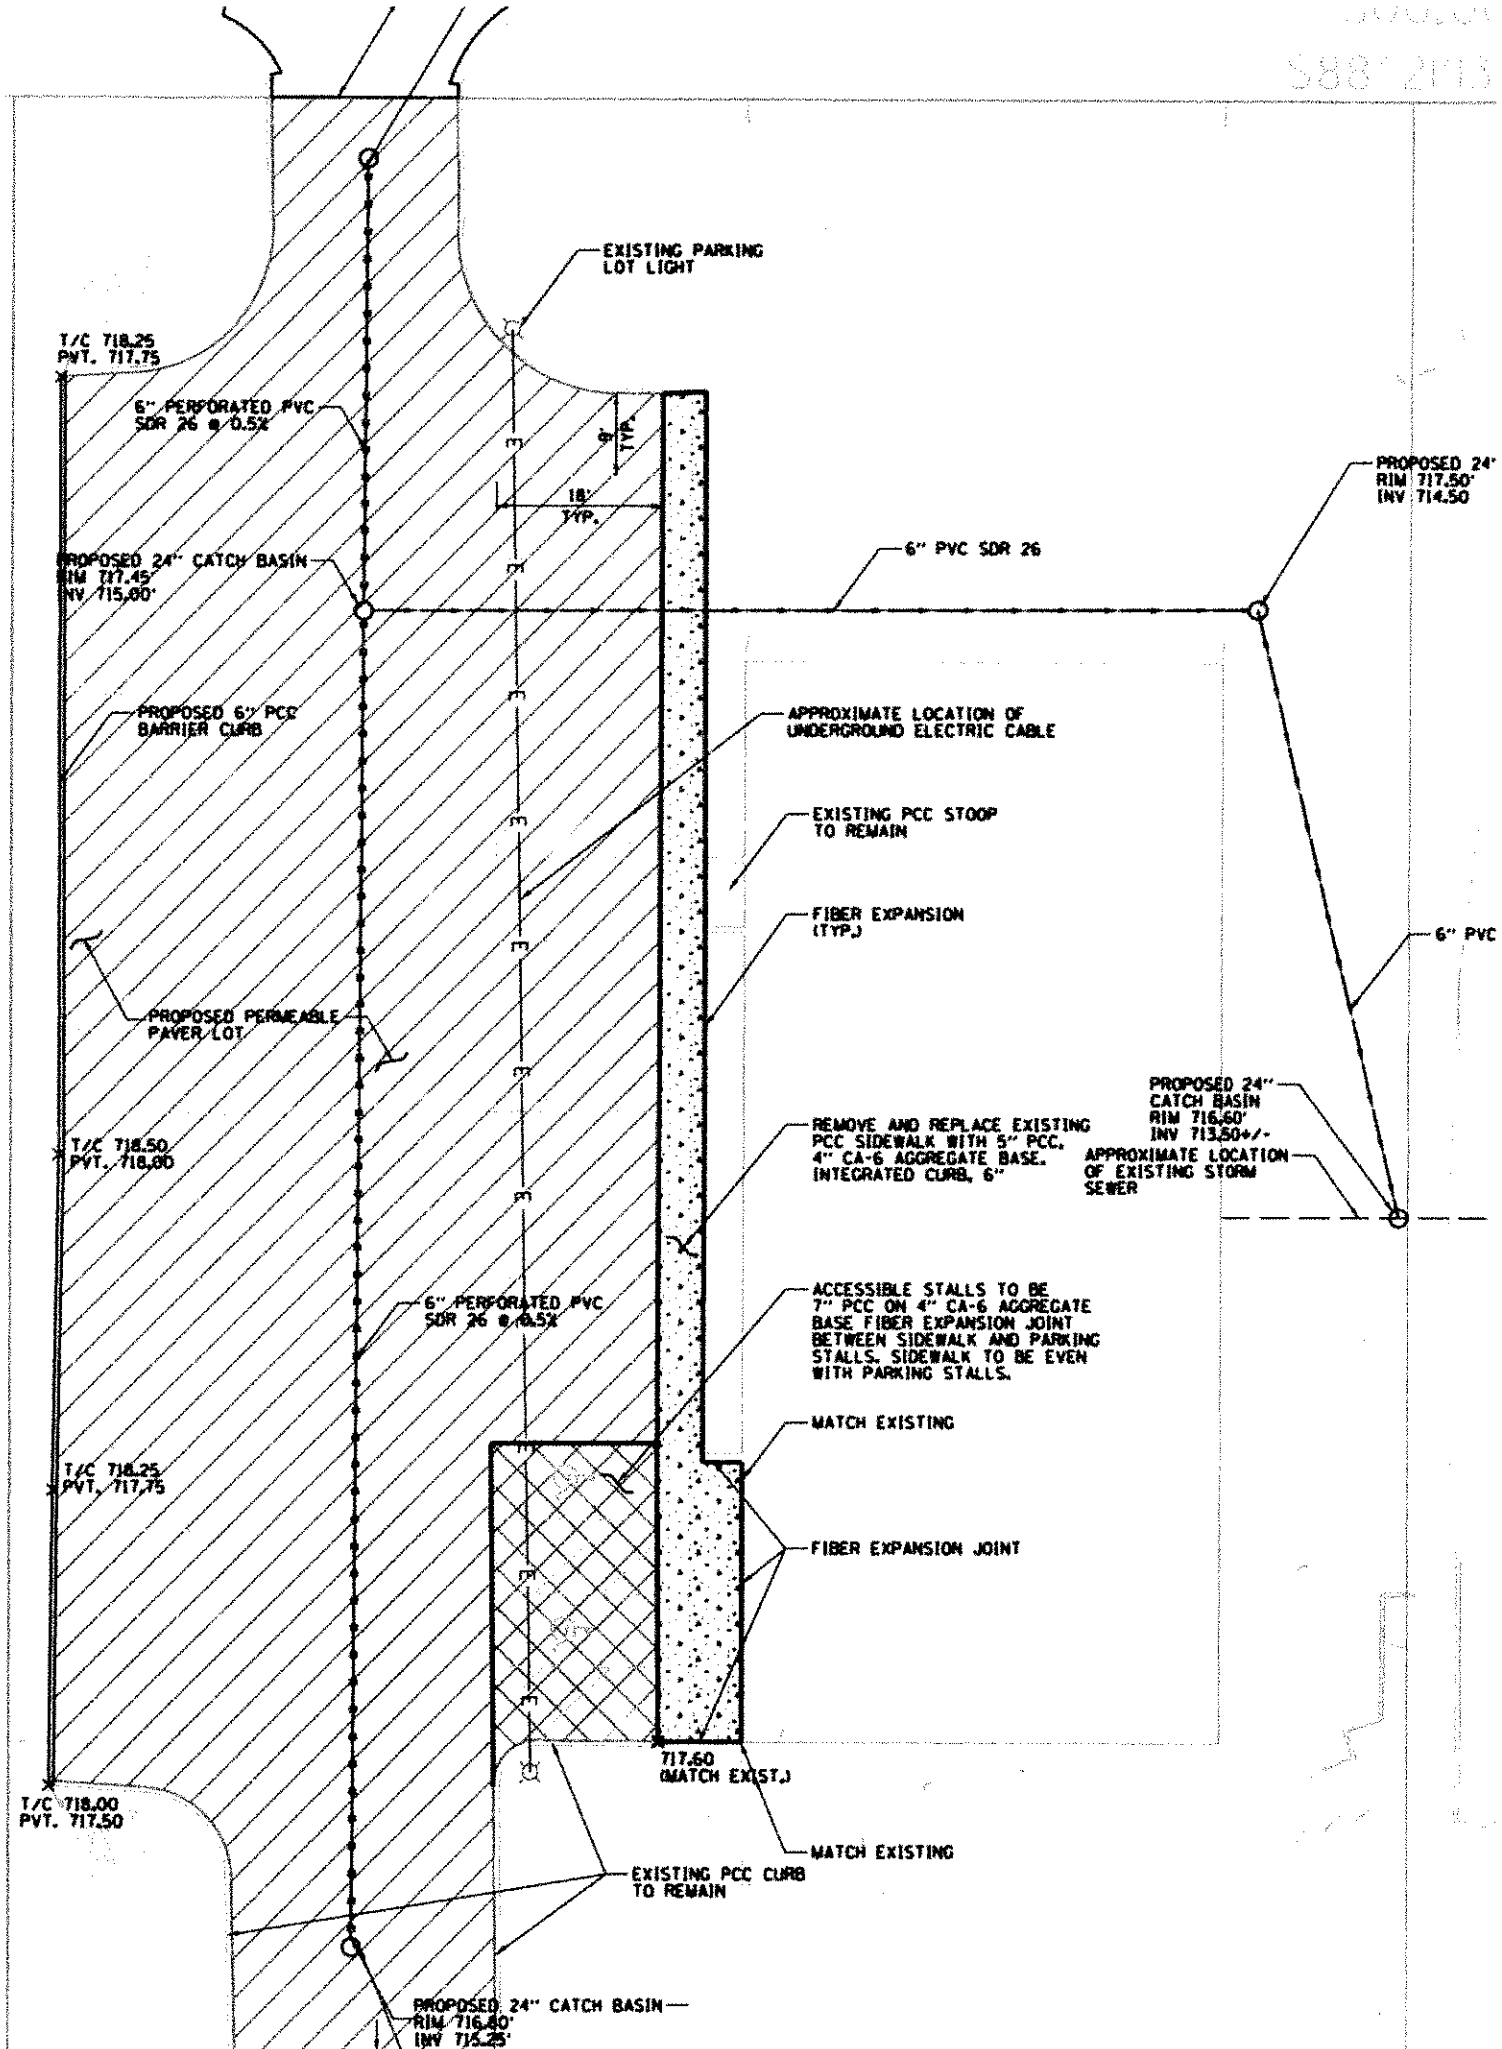 S88°21'13
EXISTING PARKING
LOT LIGHT
T/C 718.25
PVT. 717.75
6" PERFORATED PVC
SDR 26 @ 0.5%
9'
TYP.
18'
TYP.
PROPOSED 24"
RIM 717.50'
INV 714.50
6" PVC SDR 26
PROPOSED 24" CATCH BASIN
RIM 717.45'
INV 715.00'
E
E
E
E
E
E
E
E
E
E
PROPOSED 6" PCC
BARRIER CURB
APPROXIMATE LOCATION OF
UNDERGROUND ELECTRIC CABLE
EXISTING PCC STOOP
TO REMAIN
FIBER EXPANSION
(TYP.)
6" PVC
PROPOSED PERMEABLE
PAVER LOT
PROPOSED 24"
CATCH BASIN
RIM 716.60'
INV 713.50+/-
REMOVE AND REPLACE EXISTING
PCC SIDEWALK WITH 5" PCC,
4" CA-6 AGGREGATE BASE.
INTEGRATED CURB, 6"
APPROXIMATE LOCATION
OF EXISTING STORM
SEWER
T/C 718.50
PVT. 718.00
ACCESSIBLE STALLS TO BE
7" PCC ON 4" CA-6 AGGREGATE
BASE FIBER EXPANSION JOINT
BETWEEN SIDEWALK AND PARKING
STALLS. SIDEWALK TO BE EVEN
WITH PARKING STALLS.
6" PERFORATED PVC
SDR 26 @ 0.5%
MATCH EXISTING
T/C 718.25
PVT. 717.75
FIBER EXPANSION JOINT
717.60
(MATCH EXIST.)
T/C 718.00
PVT. 717.50
MATCH EXISTING
EXISTING PCC CURB
TO REMAIN
PROPOSED 24" CATCH BASIN
RIM 716.80'
INV 715.25'